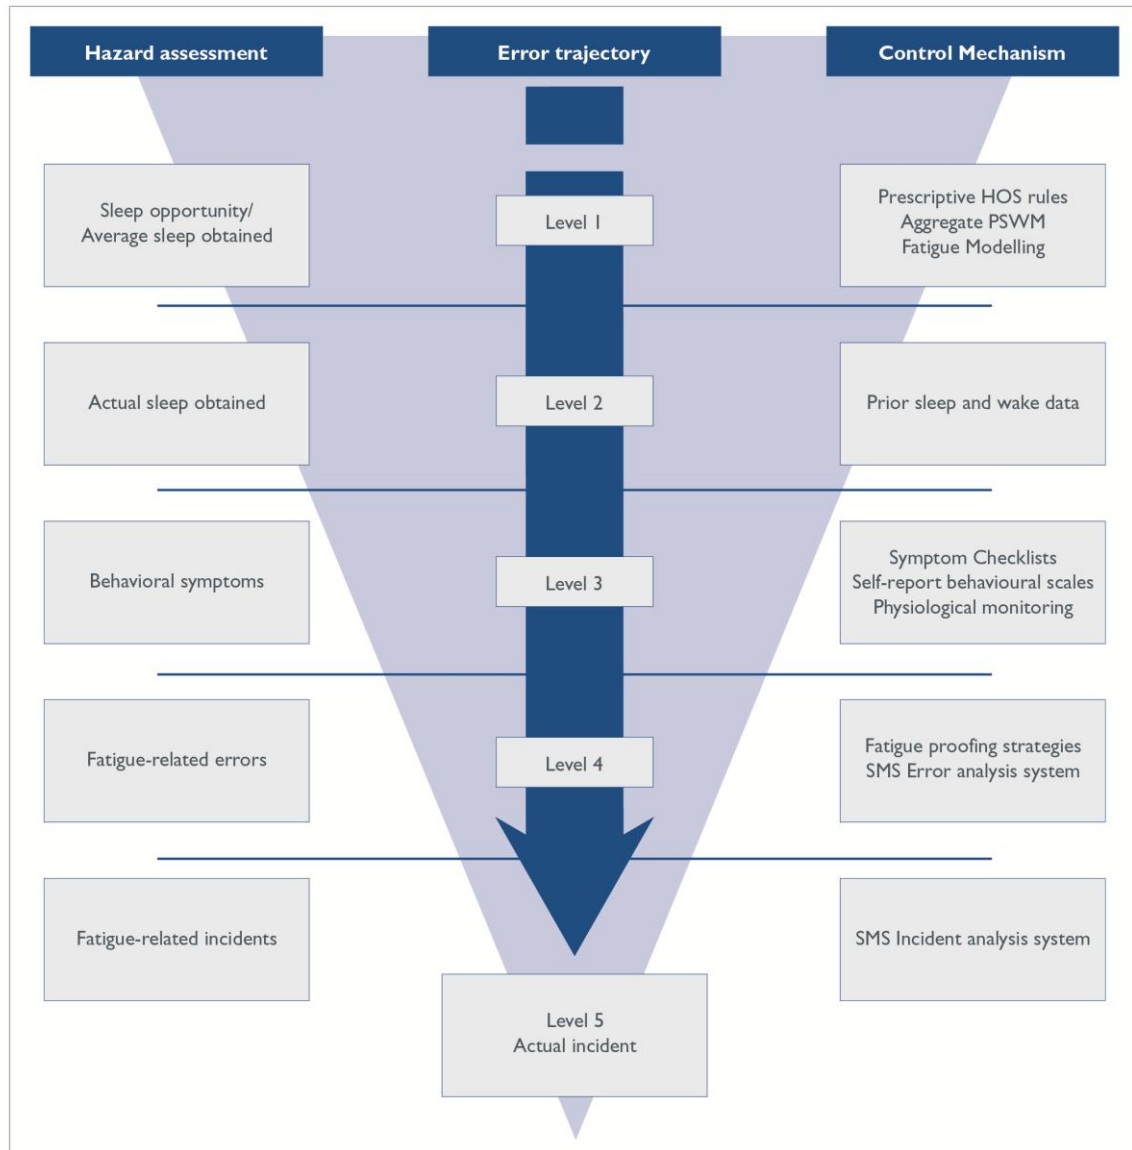 Hazard assessment
Error trajectory
Control Mechanism
Sleep opportunity/
Average sleep obtained
Level 1
Prescriptive HOS rules
Aggregate PSWM
Fatigue Modelling
Actual sleep obtained
Level 2
Prior sleep and wake data
Behavioral symptoms
Level 3
Symptom Checklists
Self-report behavioural scales
Physiological monitoring
Fatigue-related errors
Level 4
Fatigue proofing strategies
SMS Error analysis system
Fatigue-related incidents
SMS Incident analysis system
Level 5
Actual incident